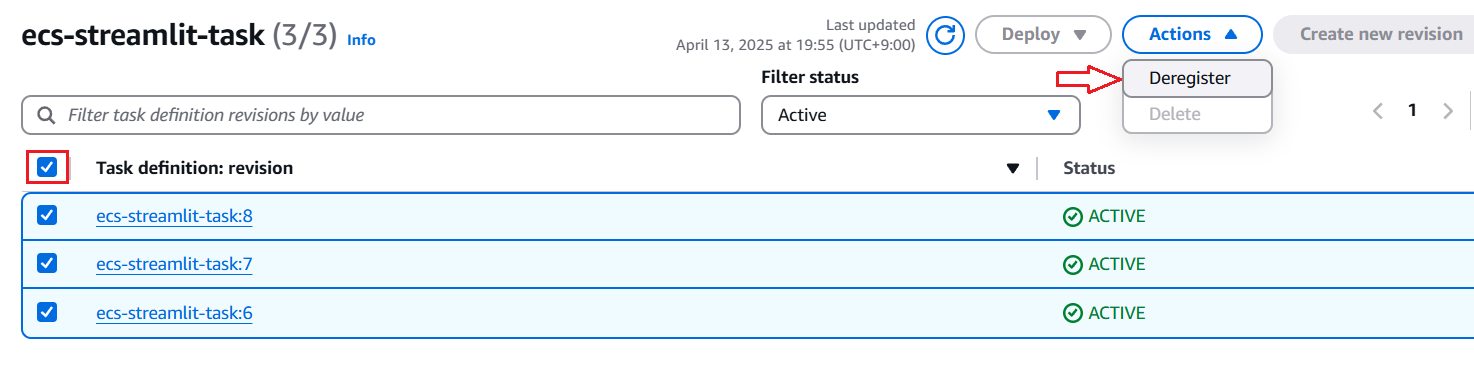 ecs-streamlit-task (3/3) Info
Last updated
April 13, 2025 at 19:55 (UTC+9:00)
Deploy
Actions
Create new revision
Deregister
Delete
Filter status
Filter task definition revisions by value
Active
1
Task definition: revision Status
ecs-streamlit-task:8 ACTIVE
ecs-streamlit-task:7 ACTIVE
ecs-streamlit-task:6 ACTIVE